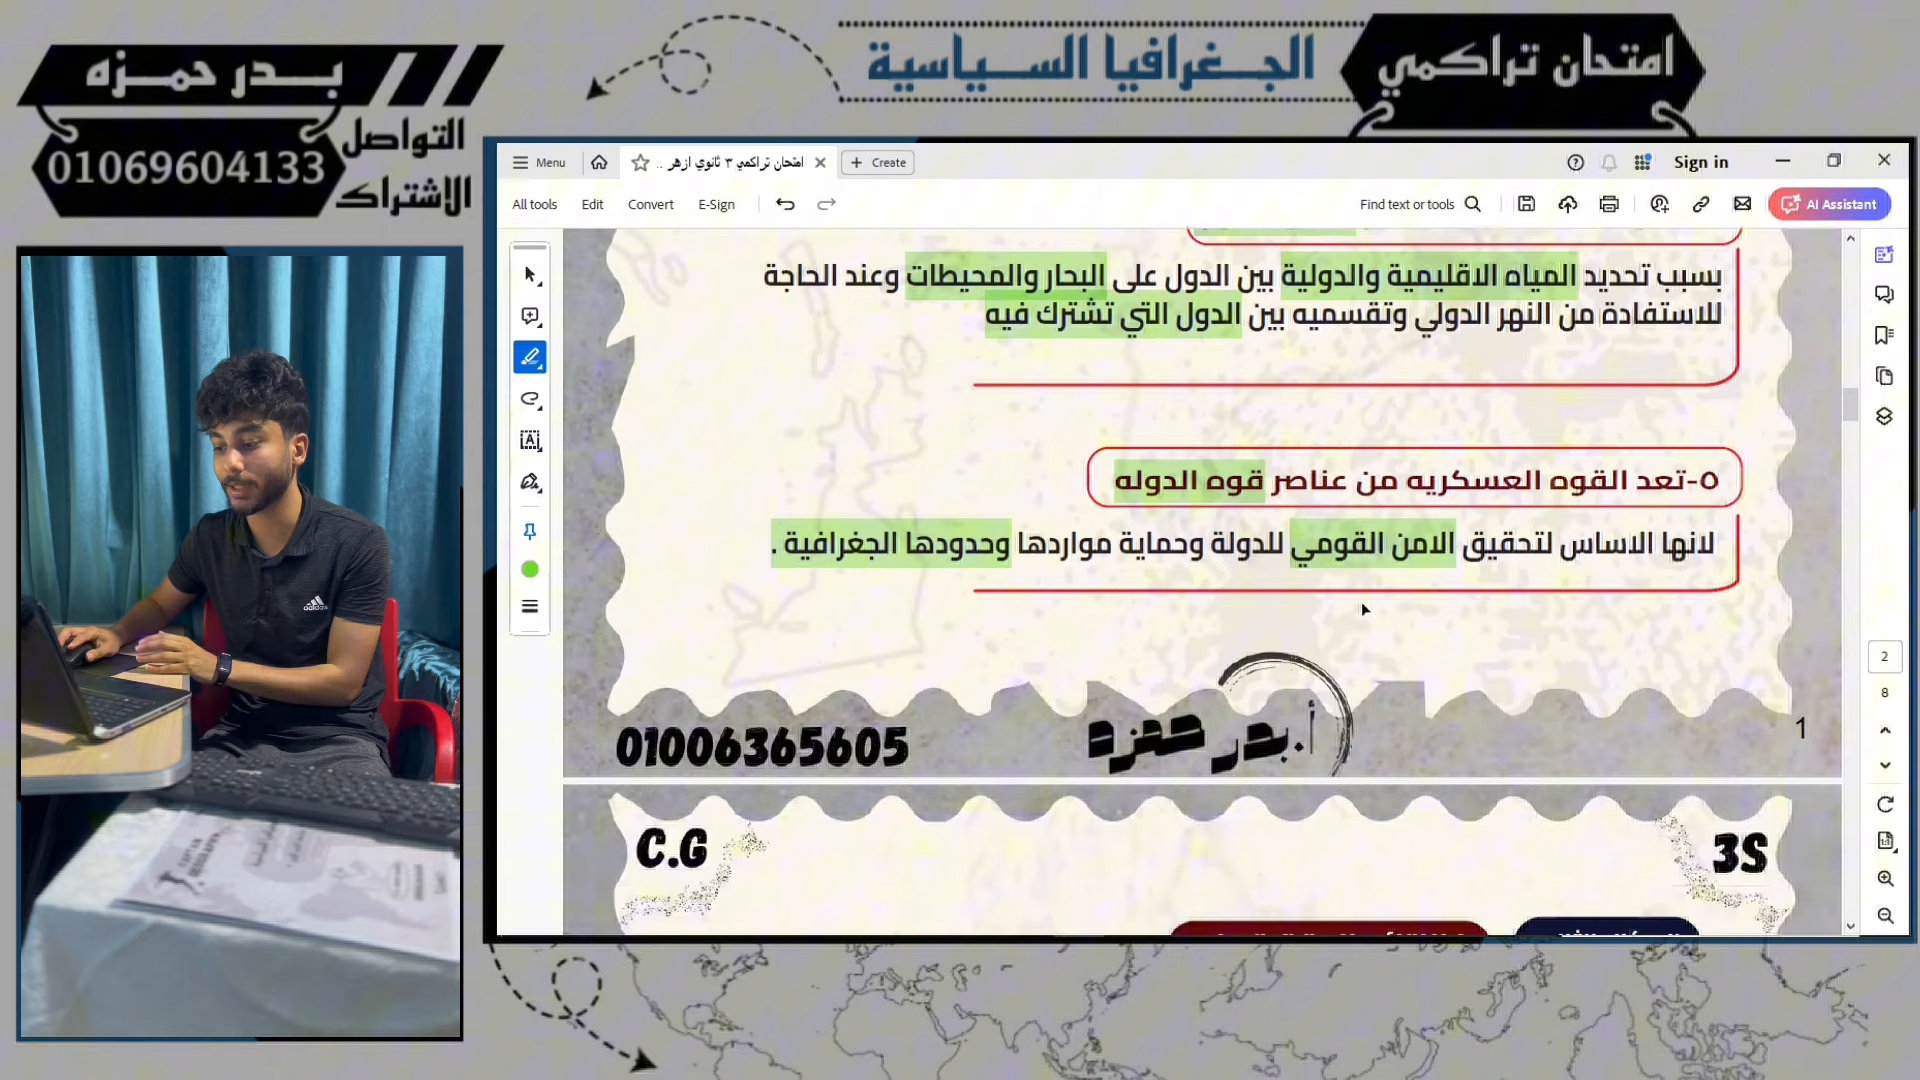 امتحان تراكمي
الجغرافيا السياسية
بدر حمزه
التواصل
01069604133
الاشتراك
Menu
امتحان تراكمي ٣ ثانوي ازهر ..
Create
Sign in
All tools
Edit
Convert
E-Sign
Find text or tools
AI Assistant
بسبب تحديد المياه الاقليمية والدولية بين الدول على البحار والمحيطات وعند الحاجة
للاستفادة من النهر الدولي وتقسميه بين الدول التي تشترك فيه
٥-تعد القوه العسكريه من عناصر قوه الدوله
لانها الاساس لتحقيق الامن القومي للدولة وحماية مواردها وحدودها الجغرافية .
2
8
01006365605
أ.بدر حمزه
1
C.G
3S
adidas